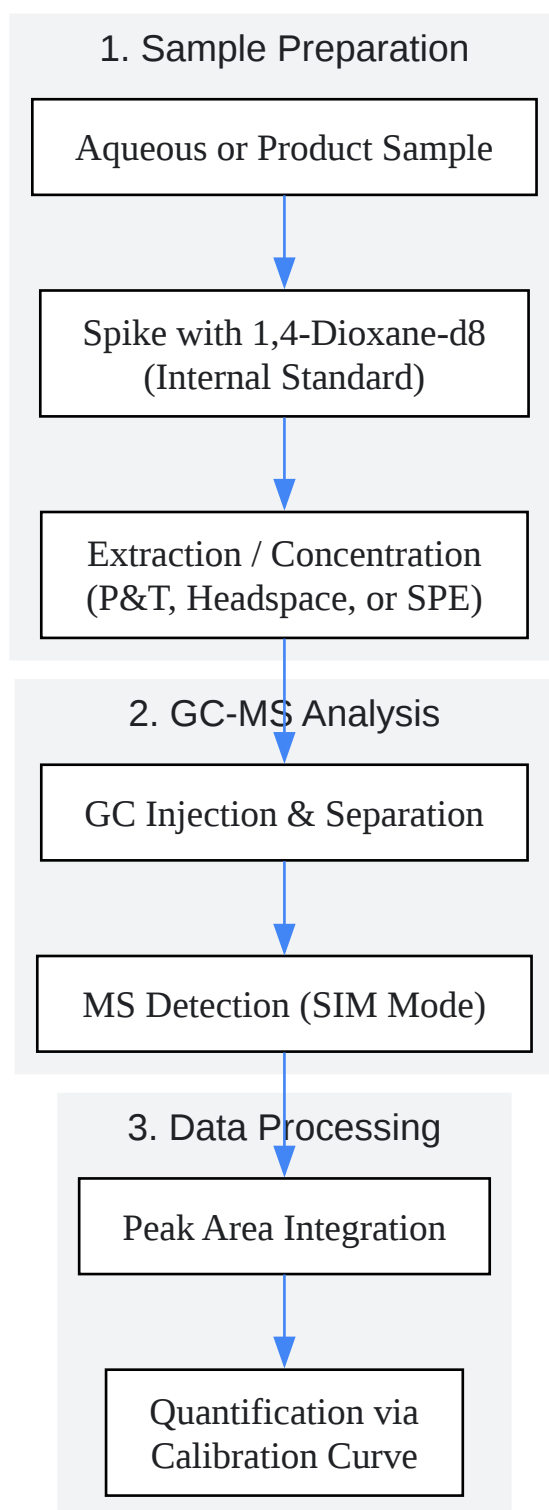 1. Sample Preparation
Aqueous or Product Sample
Spike with 1,4-Dioxane-d8
(Internal Standard)
Extraction / Concentration
(P&T, Headspace, or SPE)
2. GC-MS Analysis
GC Injection & Separation
MS Detection (SIM Mode)
3. Data Processing
Peak Area Integration
Quantification via
Calibration Curve